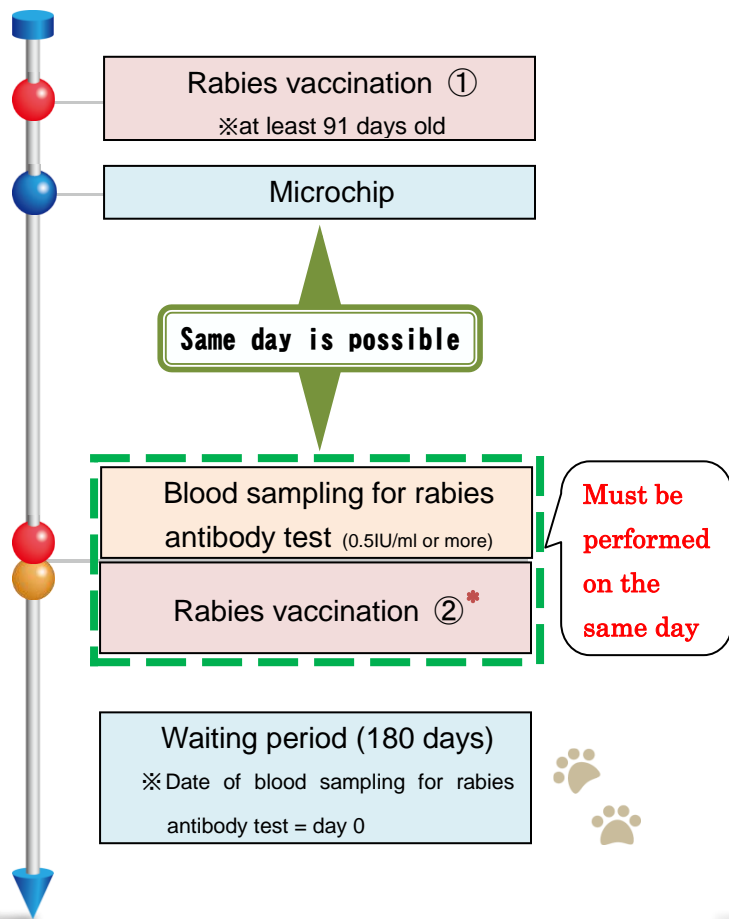 Rabies vaccination ①
※at least 91 days old
Microchip
Same day is possible
Blood sampling for rabies
antibody test (0.5IU/ml or more)
Rabies vaccination ②*
Must be
performed
on the
same day
Waiting period (180 days)
※Date of blood sampling for rabies
antibody test = day 0